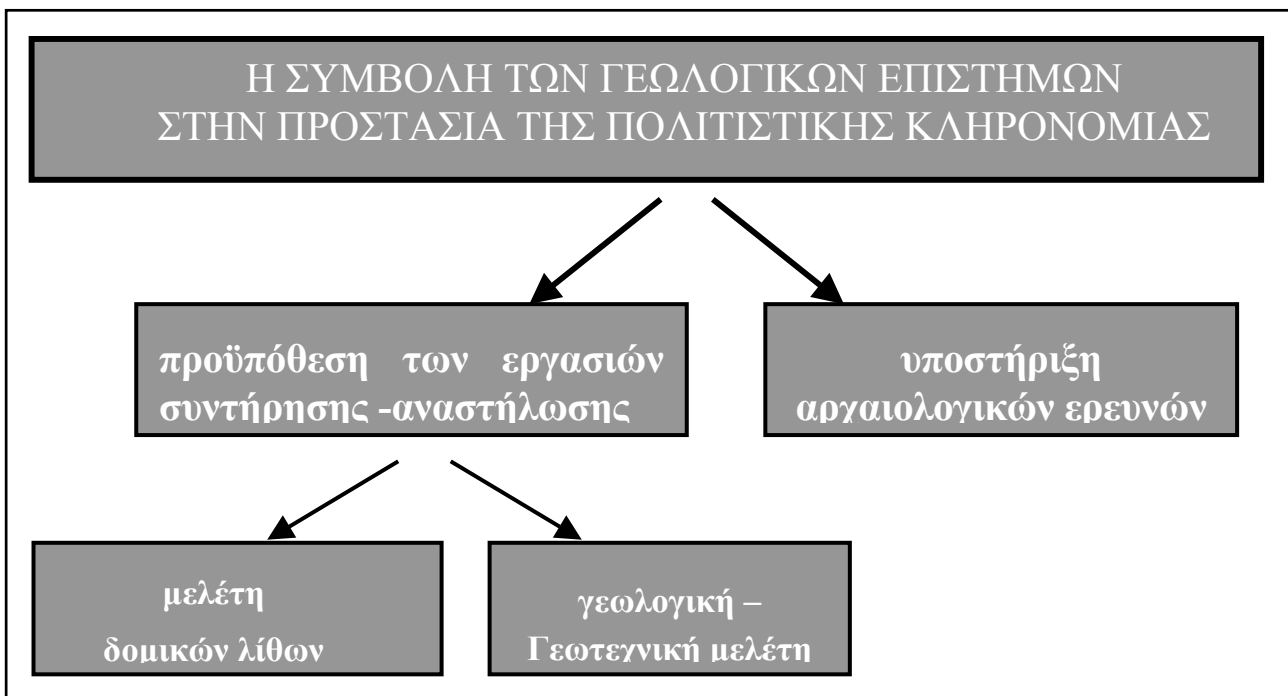 Η ΣΥΜΒΟΛΗ ΤΩΝ ΓΕΩΛΟΓΙΚΩΝ ΕΠΙΣΤΗΜΩΝ
ΣΤΗΝ ΠΡΟΣΤΑΣΙΑ ΤΗΣ ΠΟΛΙΤΙΣΤΙΚΗΣ ΚΛΗΡΟΝΟΜΙΑΣ
προϋπόθεση των εργασιών
συντήρησης -αναστήλωσης
υποστήριξη
αρχαιολογικών ερευνών
μελέτη
δομικών λίθων
γεωλογική –
Γεωτεχνική μελέτη